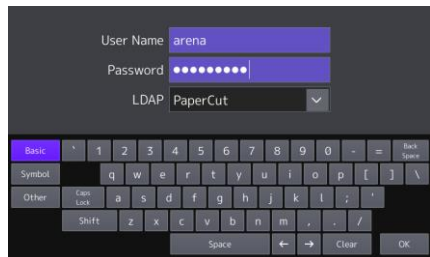 User Name arena
Password ●●●●●●●●●
LDAP PaperCut
Basic ` 1 2 3 4 5 6 7 8 9 0 - = Back Space
Symbol q w e r t y u i o p [ ] \
Other Caps Lock a s d f g h j k l ; '
Shift z x c v b n m , . /
Space ← → Clear OK